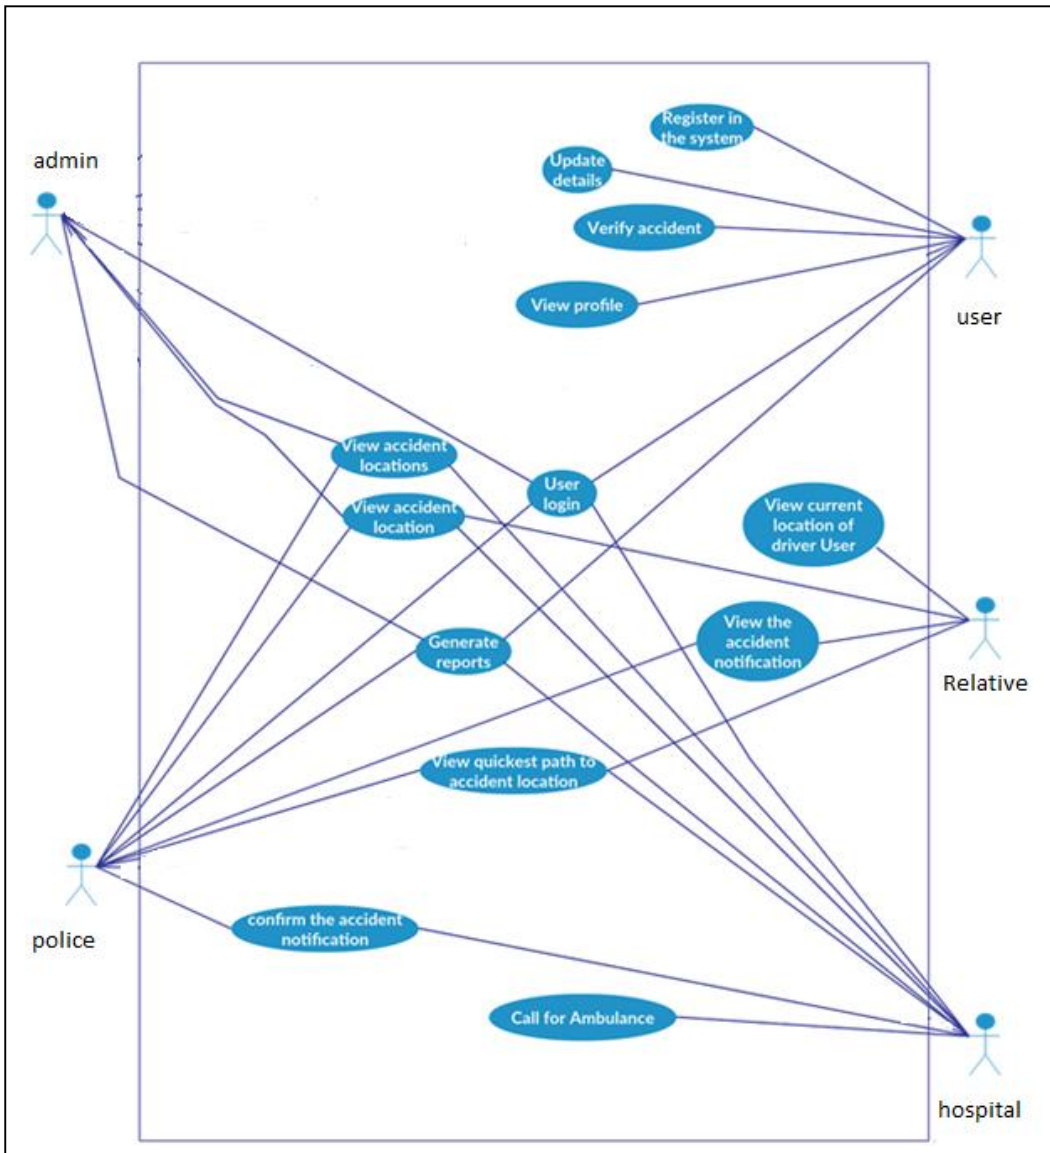 Register in
the system
admin
Update
details
Verify accident
View profile
user
View accident
locations
User
login
View accident
location
View current
location of
driver User
Generate
reports
View the
accident
notification
Relative
View quickest path to
accident location
confirm the accident
notification
police
Call for Ambulance
hospital